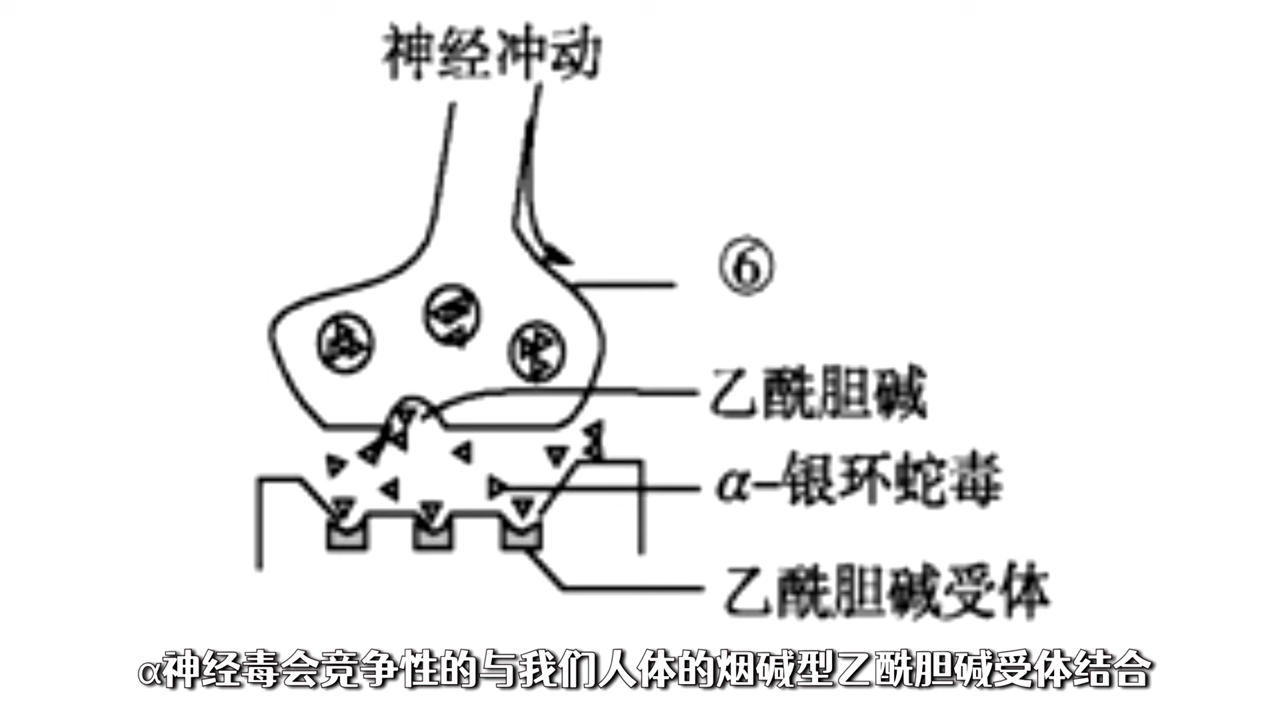 神经冲动
⑥
乙酰胆碱
α-银环蛇毒
乙酰胆碱受体
α神经毒会竞争性的与我们人体的烟碱型乙酰胆碱受体结合